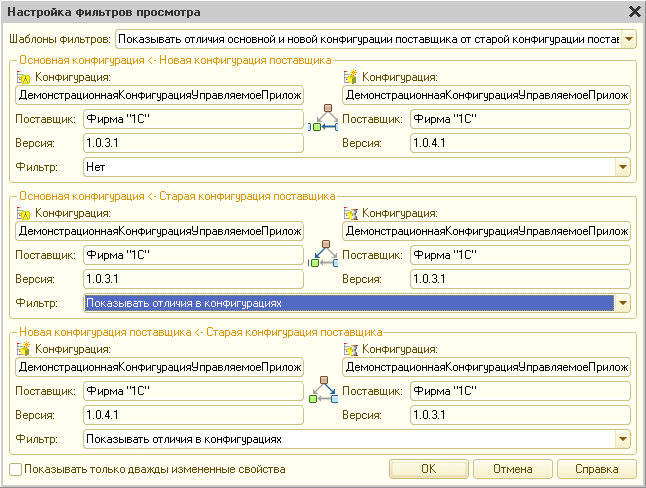 Настройка фильтров просмотра
Шаблоны фильтров: Показывать отличия основной и новой конфигурации поставщика от старой конфигурации постав
Основная конфигурация <- Новая конфигурация поставщика
Конфигурация: Конфигурация:
ДемонстрационнаяКонфигурацияУправляемоеПрилож ДемонстрационнаяКонфигурацияУправляемоеПрилож
Поставщик: Фирма "1С" Поставщик: Фирма "1С"
Версия: 1.0.3.1 Версия: 1.0.4.1
Фильтр: Нет
Основная конфигурация <- Старая конфигурация поставщика
Конфигурация: Конфигурация:
ДемонстрационнаяКонфигурацияУправляемоеПрилож ДемонстрационнаяКонфигурацияУправляемоеПрилож
Поставщик: Фирма "1С" Поставщик: Фирма "1С"
Версия: 1.0.3.1 Версия: 1.0.3.1
Фильтр: Показывать отличия в конфигурациях
Новая конфигурация поставщика <- Старая конфигурация поставщика
Конфигурация: Конфигурация:
ДемонстрационнаяКонфигурацияУправляемоеПрилож ДемонстрационнаяКонфигурацияУправляемоеПрилож
Поставщик: Фирма "1С" Поставщик: Фирма "1С"
Версия: 1.0.4.1 Версия: 1.0.3.1
Фильтр: Показывать отличия в конфигурациях
Показывать только дважды измененные свойства ОК Отмена Справка